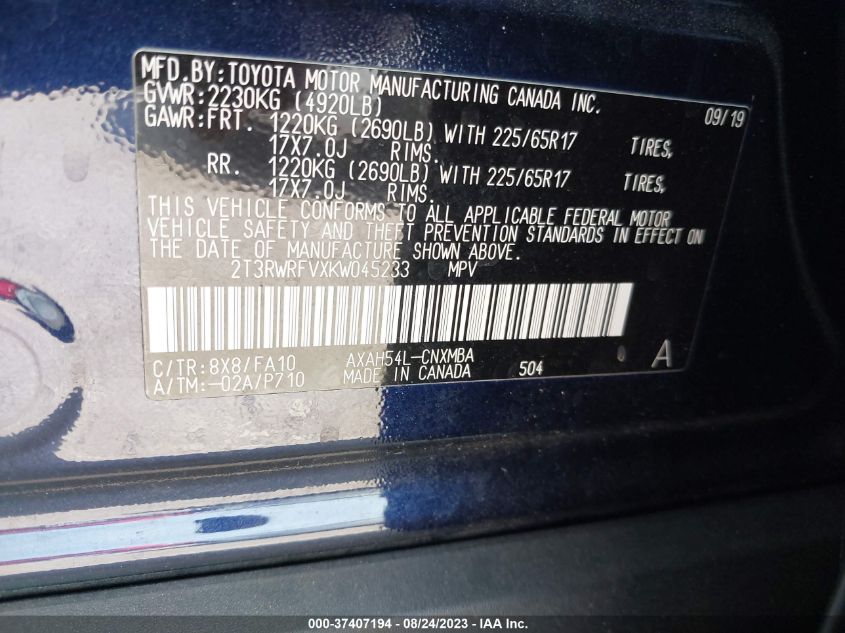 MFD.BY:TOYOTA MOTOR MANUFACTURING CANADA INC.
GVWR:2230KG (4920LB) 09/19
GAWR:FRT. 1220KG (2690LB) WITH 225/65R17 TIRES,
17X7.0J RIMS.
RR. 1220KG (2690LB) WITH 225/65R17 TIRES,
17X7.0J RIMS.
THIS VEHICLE CONFORMS TO ALL APPLICABLE FEDERAL MOTOR
VEHICLE SAFETY AND THEFT PREVENTION STANDARDS IN EFFECT ON
THE DATE OF MANUFACTURE SHOWN ABOVE.
2T3RWRFVXKW045233 MPV
C/TR:8X8/FA10 AXAH54L-CNXMBA
A/TM:-02A/P710 MADE IN CANADA 504 A
000-37407194 - 08/24/2023 - IAA Inc.